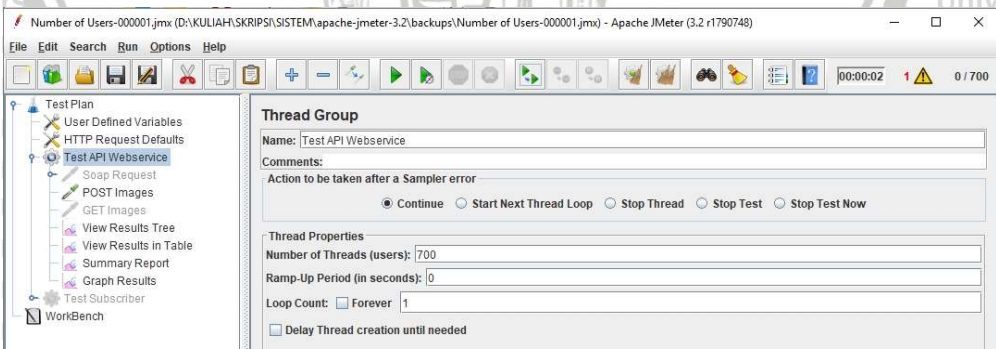 Number of Users-000001.jmx (D:\KULIAH\SKRIPSI\SISTEM\apache-jmeter-3.2\backups\Number of Users-000001.jmx) - Apache JMeter (3.2 r1790748)
File Edit Search Run Options Help
00:00:02 1 0 / 700
Test Plan
User Defined Variables
HTTP Request Defaults
Test API Webservice
Soap Request
POST Images
GET Images
View Results Tree
View Results in Table
Summary Report
Graph Results
Test Subscriber
WorkBench
Thread Group
Name: Test API Webservice
Comments:
Action to be taken after a Sampler error
Continue Start Next Thread Loop Stop Thread Stop Test Stop Test Now
Thread Properties
Number of Threads (users): 700
Ramp-Up Period (in seconds): 0
Loop Count: Forever 1
Delay Thread creation until needed